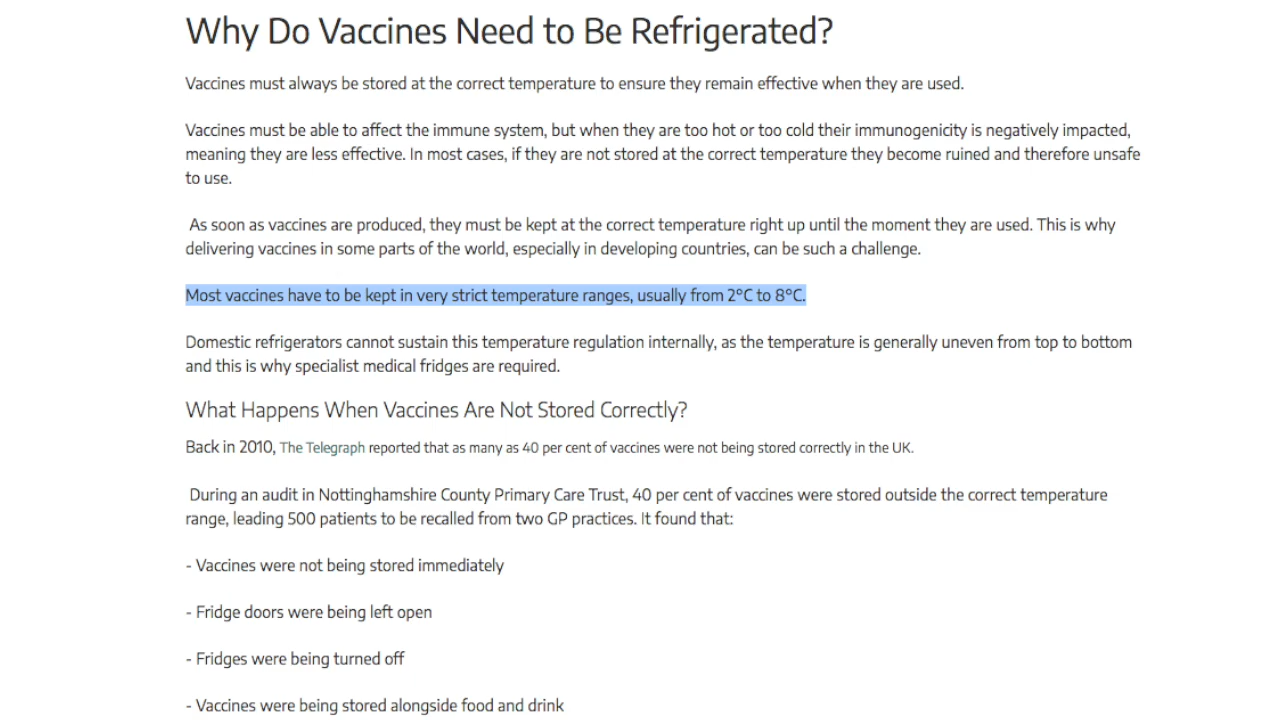 Why Do Vaccines Need to Be Refrigerated?
Vaccines must always be stored at the correct temperature to ensure they remain effective when they are used.
Vaccines must be able to affect the immune system, but when they are too hot or too cold their immunogenicity is negatively impacted,
meaning they are less effective. In most cases, if they are not stored at the correct temperature they become ruined and therefore unsafe
to use.
As soon as vaccines are produced, they must be kept at the correct temperature right up until the moment they are used. This is why
delivering vaccines in some parts of the world, especially in developing countries, can be such a challenge.
Most vaccines have to be kept in very strict temperature ranges, usually from 2°C to 8°C.
Domestic refrigerators cannot sustain this temperature regulation internally, as the temperature is generally uneven from top to bottom
and this is why specialist medical fridges are required.
What Happens When Vaccines Are Not Stored Correctly?
Back in 2010, The Telegraph reported that as many as 40 per cent of vaccines were not being stored correctly in the UK.
During an audit in Nottinghamshire County Primary Care Trust, 40 per cent of vaccines were stored outside the correct temperature
range, leading 500 patients to be recalled from two GP practices. It found that:
- Vaccines were not being stored immediately
- Fridge doors were being left open
- Fridges were being turned off
- Vaccines were being stored alongside food and drink